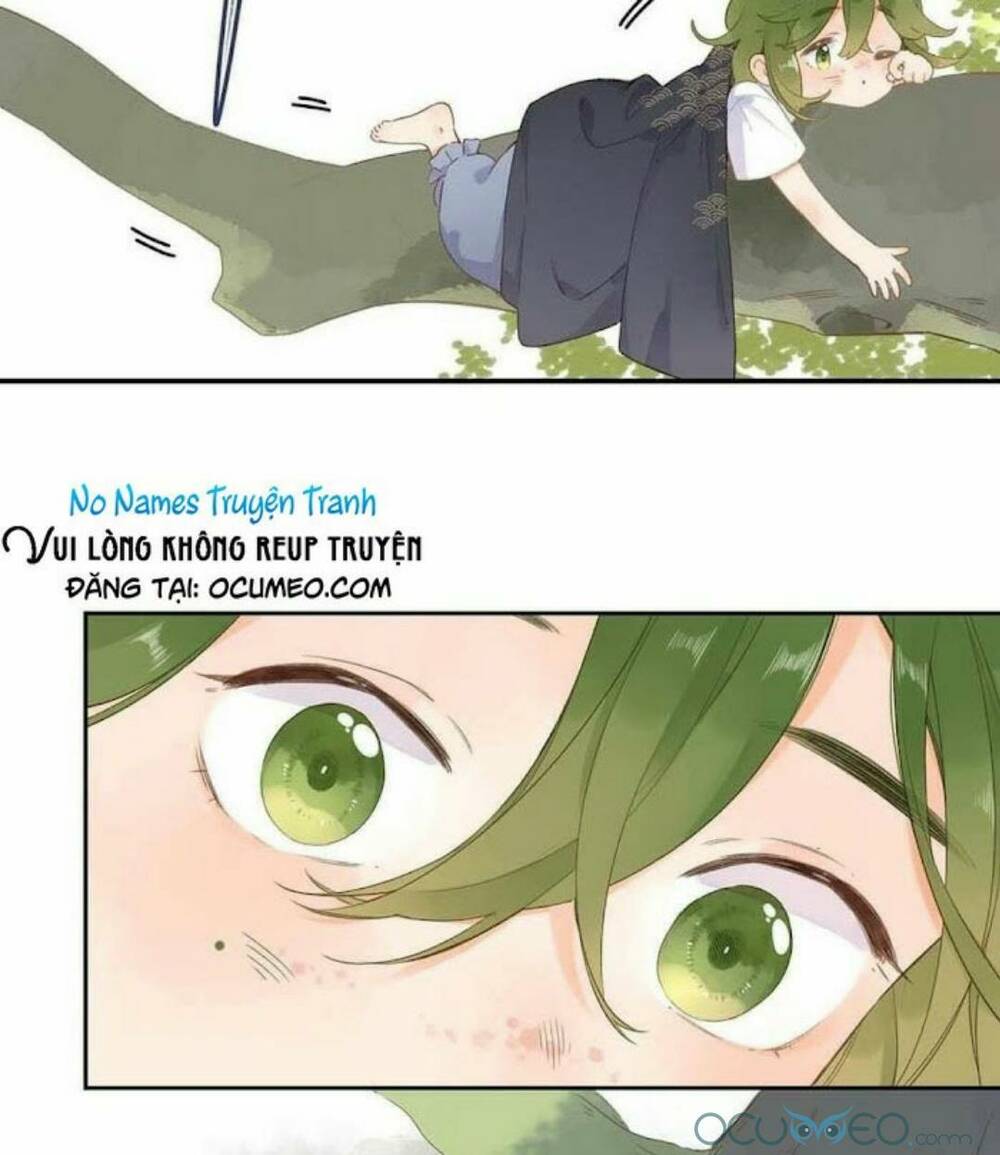 No Names Truyện Tranh
VUI LÒNG KHÔNG REUP TRUYỆN
ĐĂNG TẠI: OCUMEO.COM
OCUMEO.com